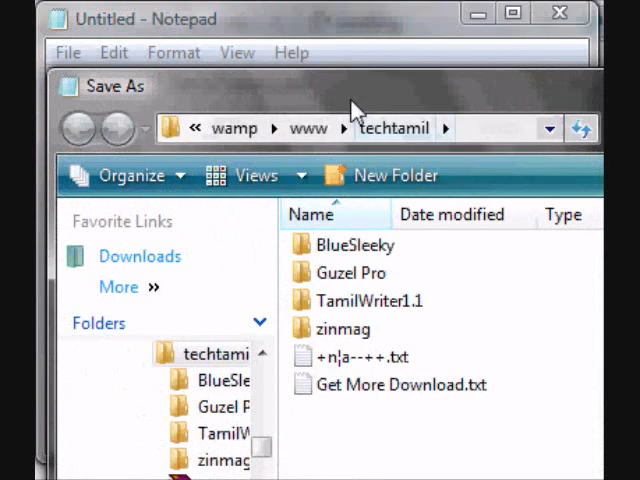 Untitled - Notepad
File Edit Format View Help
Save As
« wamp www techtamil
Organize Views New Folder
Favorite Links
Downloads
More »
Folders
techtami
BlueSle
Guzel P
TamilW
zinmag
Name Date modified Type
BlueSleeky
Guzel Pro
TamilWriter1.1
zinmag
+n¦a--++.txt
Get More Download.txt